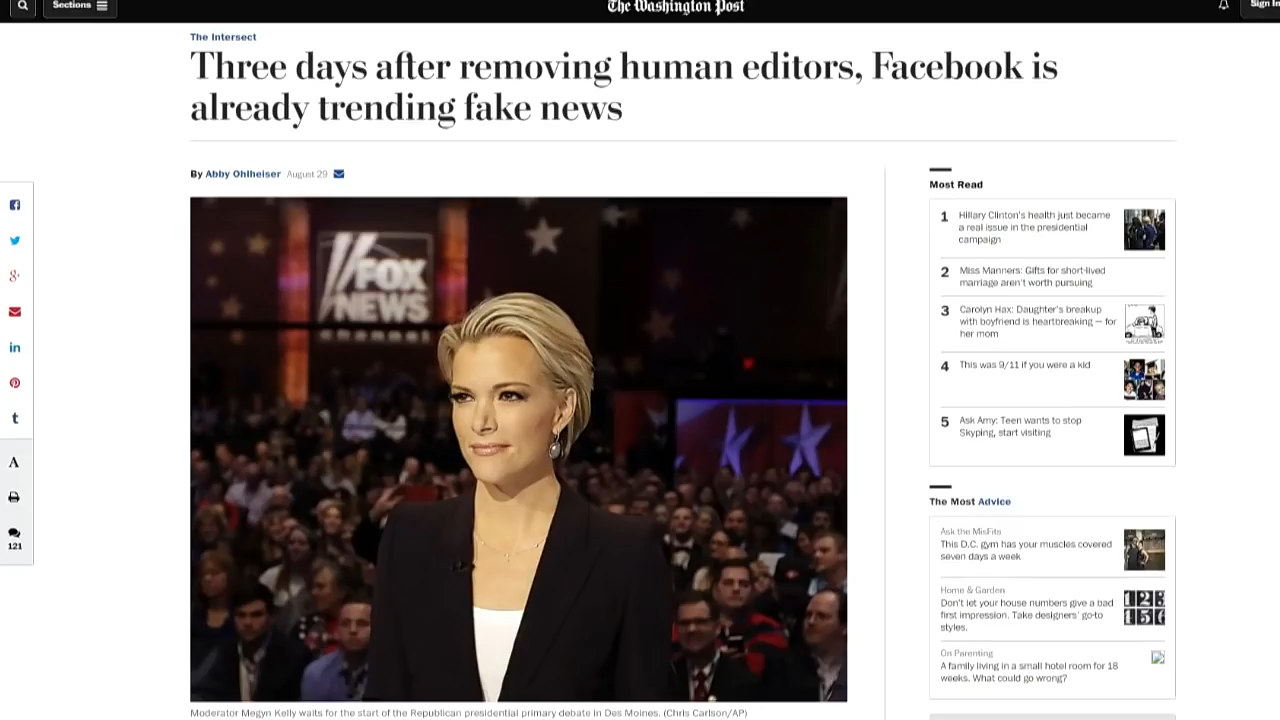 Sections
The Washington Post
Sign In
The Intersect
Three days after removing human editors, Facebook is
already trending fake news
By Abby Ohlheiser August 29
FOX
NEWS
channel
Moderator Megyn Kelly waits for the start of the Republican presidential primary debate in Des Moines. (Chris Carlson/AP)
121
Most Read
1 Hillary Clinton's health just became
a real issue in the presidential
campaign
2 Miss Manners: Gifts for short-lived
marriage aren't worth pursuing
3 Carolyn Hax: Daughter's breakup
with boyfriend is heartbreaking — for
her mom
4 This was 9/11 if you were a kid
5 Ask Amy: Teen wants to stop
Skyping, start visiting
The Most Advice
Ask the MisFits
This D.C. gym has your muscles covered
seven days a week
Home & Garden
Don't let your house numbers give a bad
first impression. Take designers' go-to
styles.
On Parenting
A family living in a small hotel room for 18
weeks. What could go wrong?